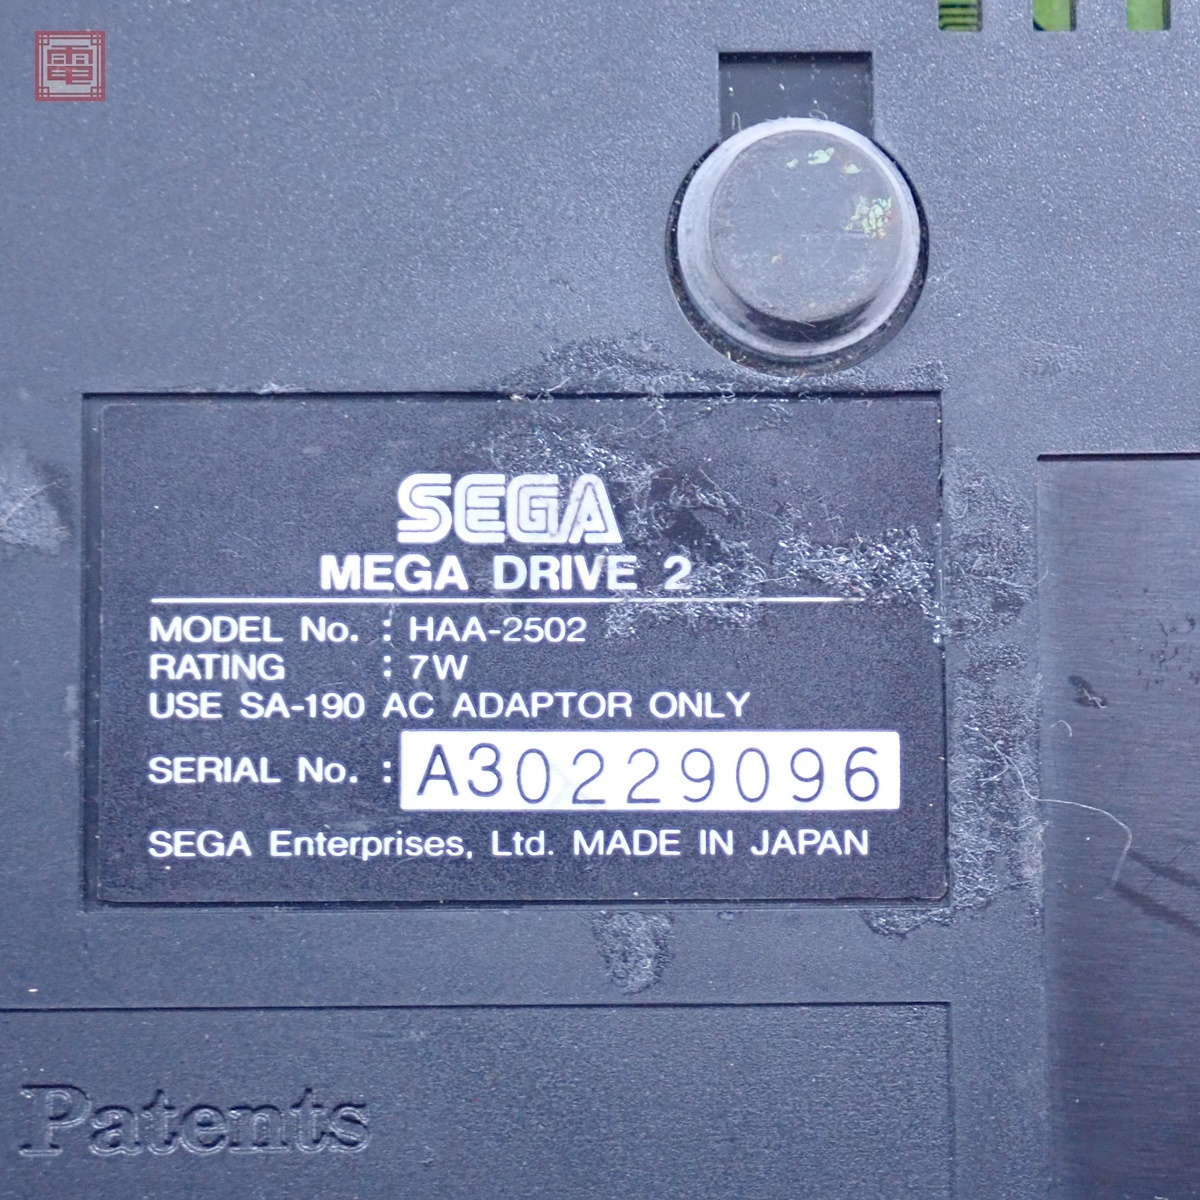 電
SEGA
MEGA DRIVE 2
MODEL No. : HAA-2502
RATING : 7W
USE SA-190 AC ADAPTOR ONLY
SERIAL No. : A30229096
SEGA Enterprises, Ltd. MADE IN JAPAN
Patents